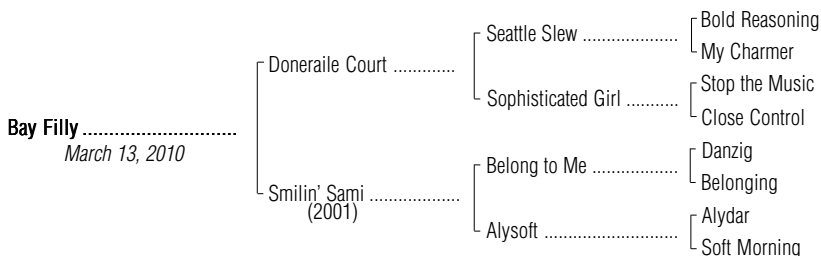 Bold Reasoning
Seattle Slew ....................
My Charmer
Doneraile Court .............
Stop the Music
Sophisticated Girl ...........
Close Control
Bay Filly .............................
March 13, 2010
Danzig
Belong to Me ..................
Belonging
Smilin' Sami ...................
(2001)
Alydar
Alysoft ............................
Soft Morning